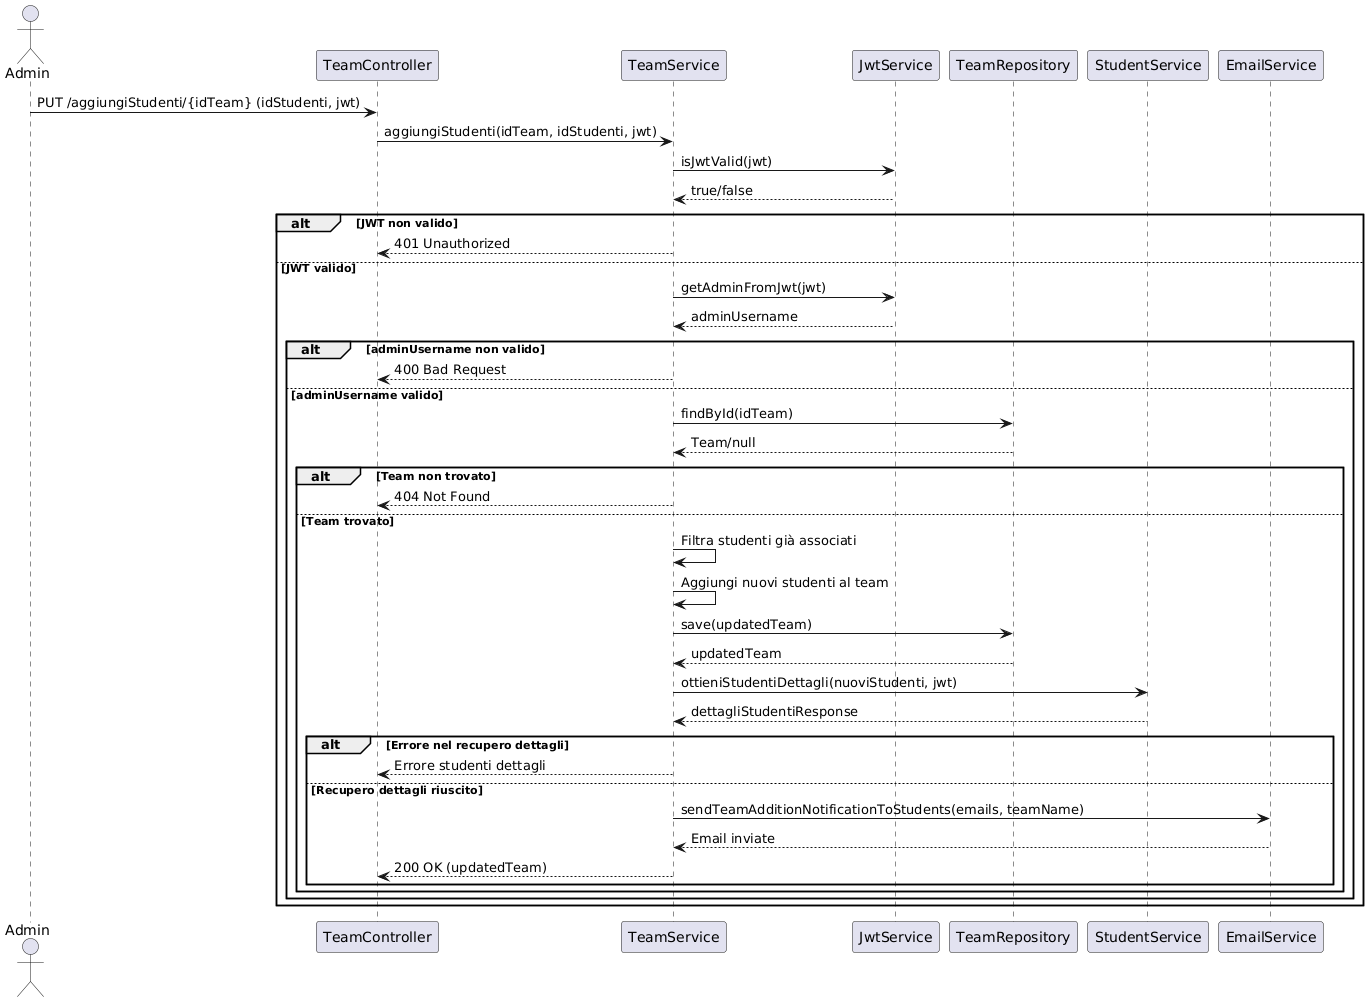 Admin
TeamController
TeamService
JwtService
TeamRepository
StudentService
EmailService
PUT /aggiungiStudenti/{idTeam} (idStudenti, jwt)
aggiungiStudenti(idTeam, idStudenti, jwt)
isJwtValid(jwt)
true/false
alt
[JWT non valido]
401 Unauthorized
[JWT valido]
getAdminFromJwt(jwt)
adminUsername
alt
[adminUsername non valido]
400 Bad Request
[adminUsername valido]
findById(idTeam)
Team/null
alt
[Team non trovato]
404 Not Found
[Team trovato]
Filtra studenti già associati
Aggiungi nuovi studenti al team
save(updatedTeam)
updatedTeam
ottieniStudentiDettagli(nuoviStudenti, jwt)
dettagliStudentiResponse
alt
[Errore nel recupero dettagli]
Errore studenti dettagli
[Recupero dettagli riuscito]
sendTeamAdditionNotificationToStudents(emails, teamName)
Email inviate
200 OK (updatedTeam)
Admin
TeamController
TeamService
JwtService
TeamRepository
StudentService
EmailService